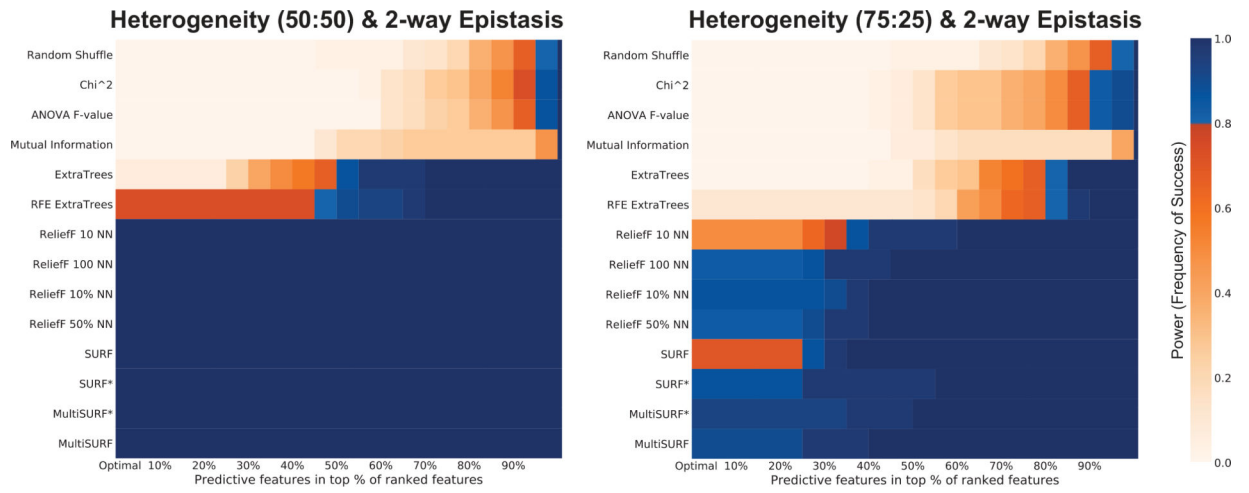 Heterogeneity (50:50) & 2-way Epistasis
Random Shuffle
Chi^2
ANOVA F-value
Mutual Information
ExtraTrees
RFE ExtraTrees
ReliefF 10 NN
ReliefF 100 NN
ReliefF 10% NN
ReliefF 50% NN
SURF
SURF*
MultiSURF*
MultiSURF
Optimal 10% 20% 30% 40% 50% 60% 70% 80% 90%
Predictive features in top % of ranked features
Heterogeneity (75:25) & 2-way Epistasis
Random Shuffle
Chi^2
ANOVA F-value
Mutual Information
ExtraTrees
RFE ExtraTrees
ReliefF 10 NN
ReliefF 100 NN
ReliefF 10% NN
ReliefF 50% NN
SURF
SURF*
MultiSURF*
MultiSURF
Optimal 10% 20% 30% 40% 50% 60% 70% 80% 90%
Predictive features in top % of ranked features
1.0
0.8
0.6
0.4
0.2
0.0
Power (Frequency of Success)